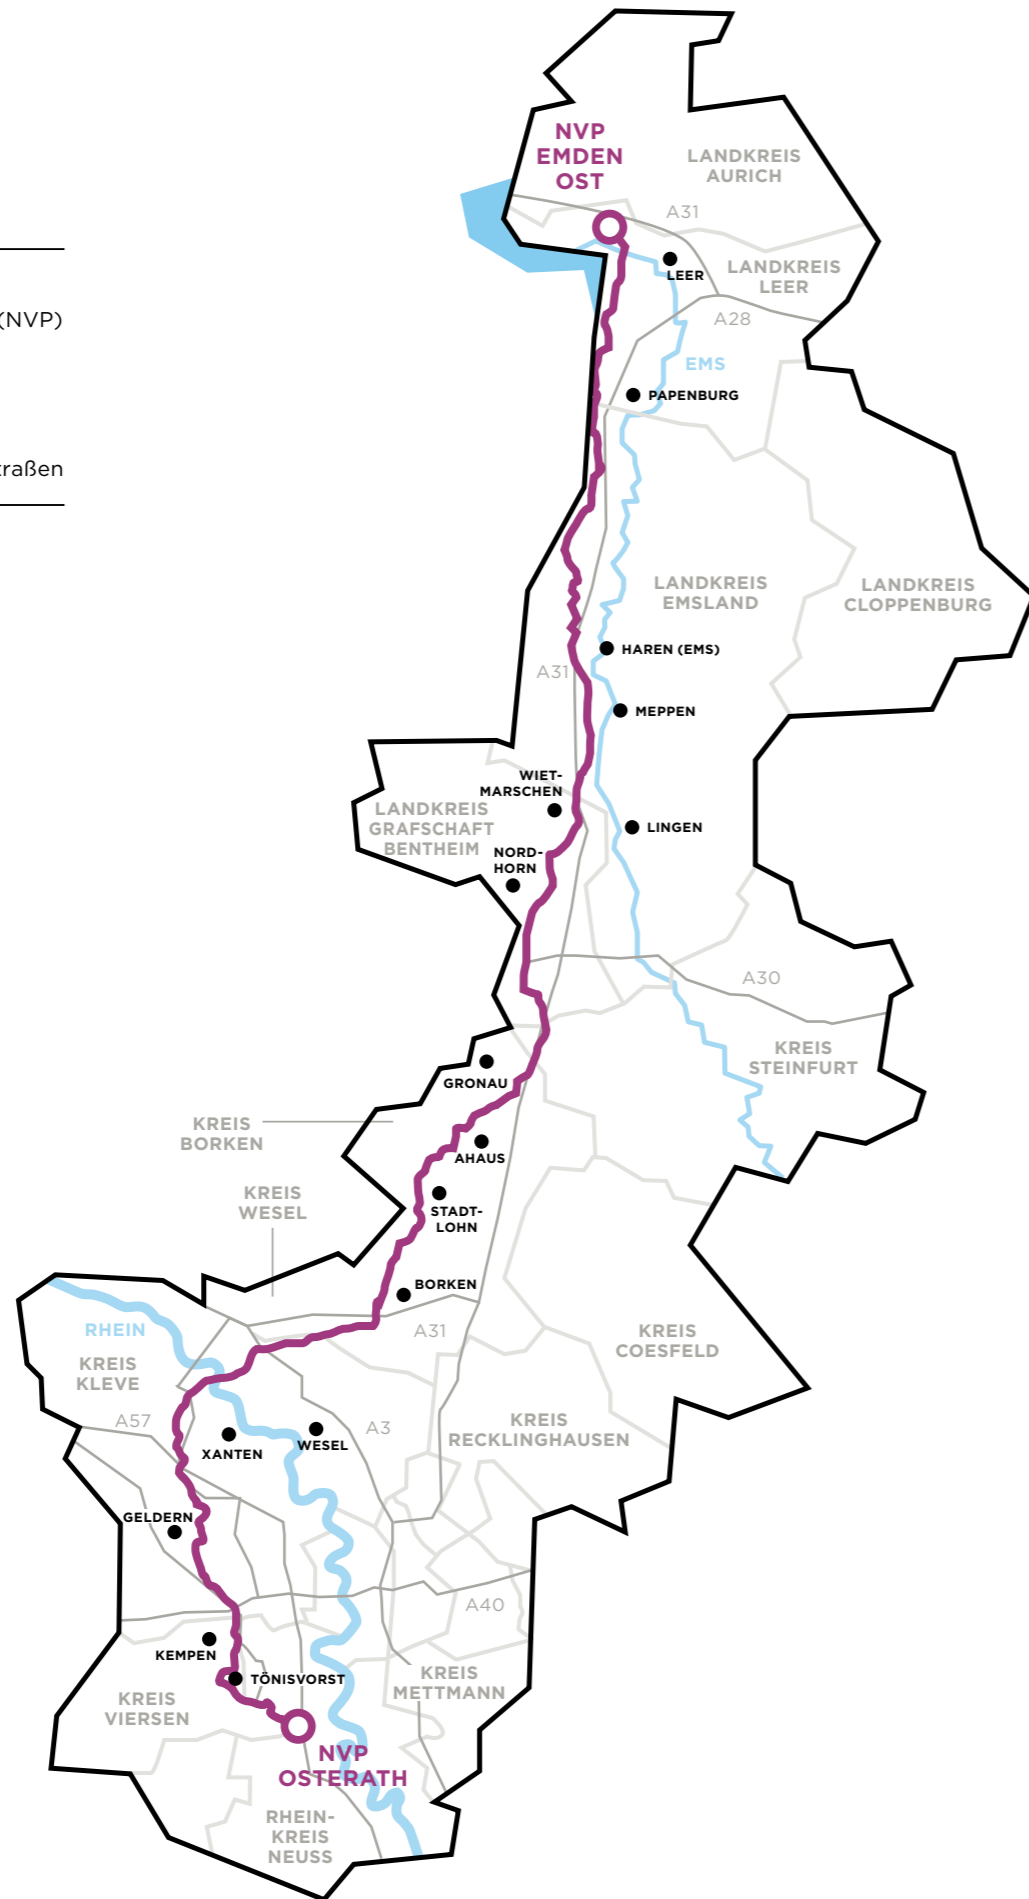 NVP
EMDEN
OST
LANDKREIS
AURICH
A31
LEER
LANDKREIS
LEER
(NVP)
A28
EMS
PAPENBURG
raßen
LANDKREIS
EMSLAND
LANDKREIS
CLOPPENBURG
HAREN (EMS)
A31
MEPPEN
WIET-
MARSCHEN
LANDKREIS
GRAFSCHAFT
BENTHEIM
LINGEN
NORD-
HORN
A30
KREIS
STEINFURT
GRONAU
KREIS
BORKEN
AHAUS
KREIS
WESEL
STADT-
LOHN
BORKEN
RHEIN
A31
KREIS
COESFELD
KREIS
KLEVE
A57
A3
KREIS
RECKLINGHAUSEN
XANTEN
WESEL
GELDERN
A40
KEMPEN
TÖNISVORST
KREIS
METTMANN
KREIS
VIERSEN
NVP
OSTERATH
RHEIN-
KREIS
NEUSS